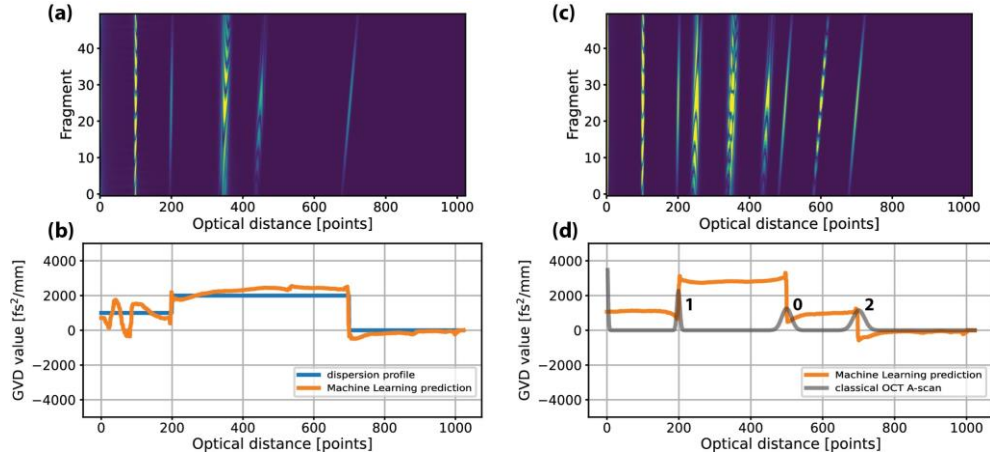 (a)
Fragment
40
30
20
10
0
0 200 400 600 800 1000
Optical distance [points]
(b)
GVD value [fs²/mm]
4000
2000
0
−2000
−4000
dispersion profile
Machine Learning prediction
0 200 400 600 800 1000
Optical distance [points]
(c)
Fragment
40
30
20
10
0
0 200 400 600 800 1000
Optical distance [points]
(d)
GVD value [fs²/mm]
4000
2000
0
−2000
−4000
1 0 2
Machine Learning prediction
classical OCT A-scan
0 200 400 600 800 1000
Optical distance [points]